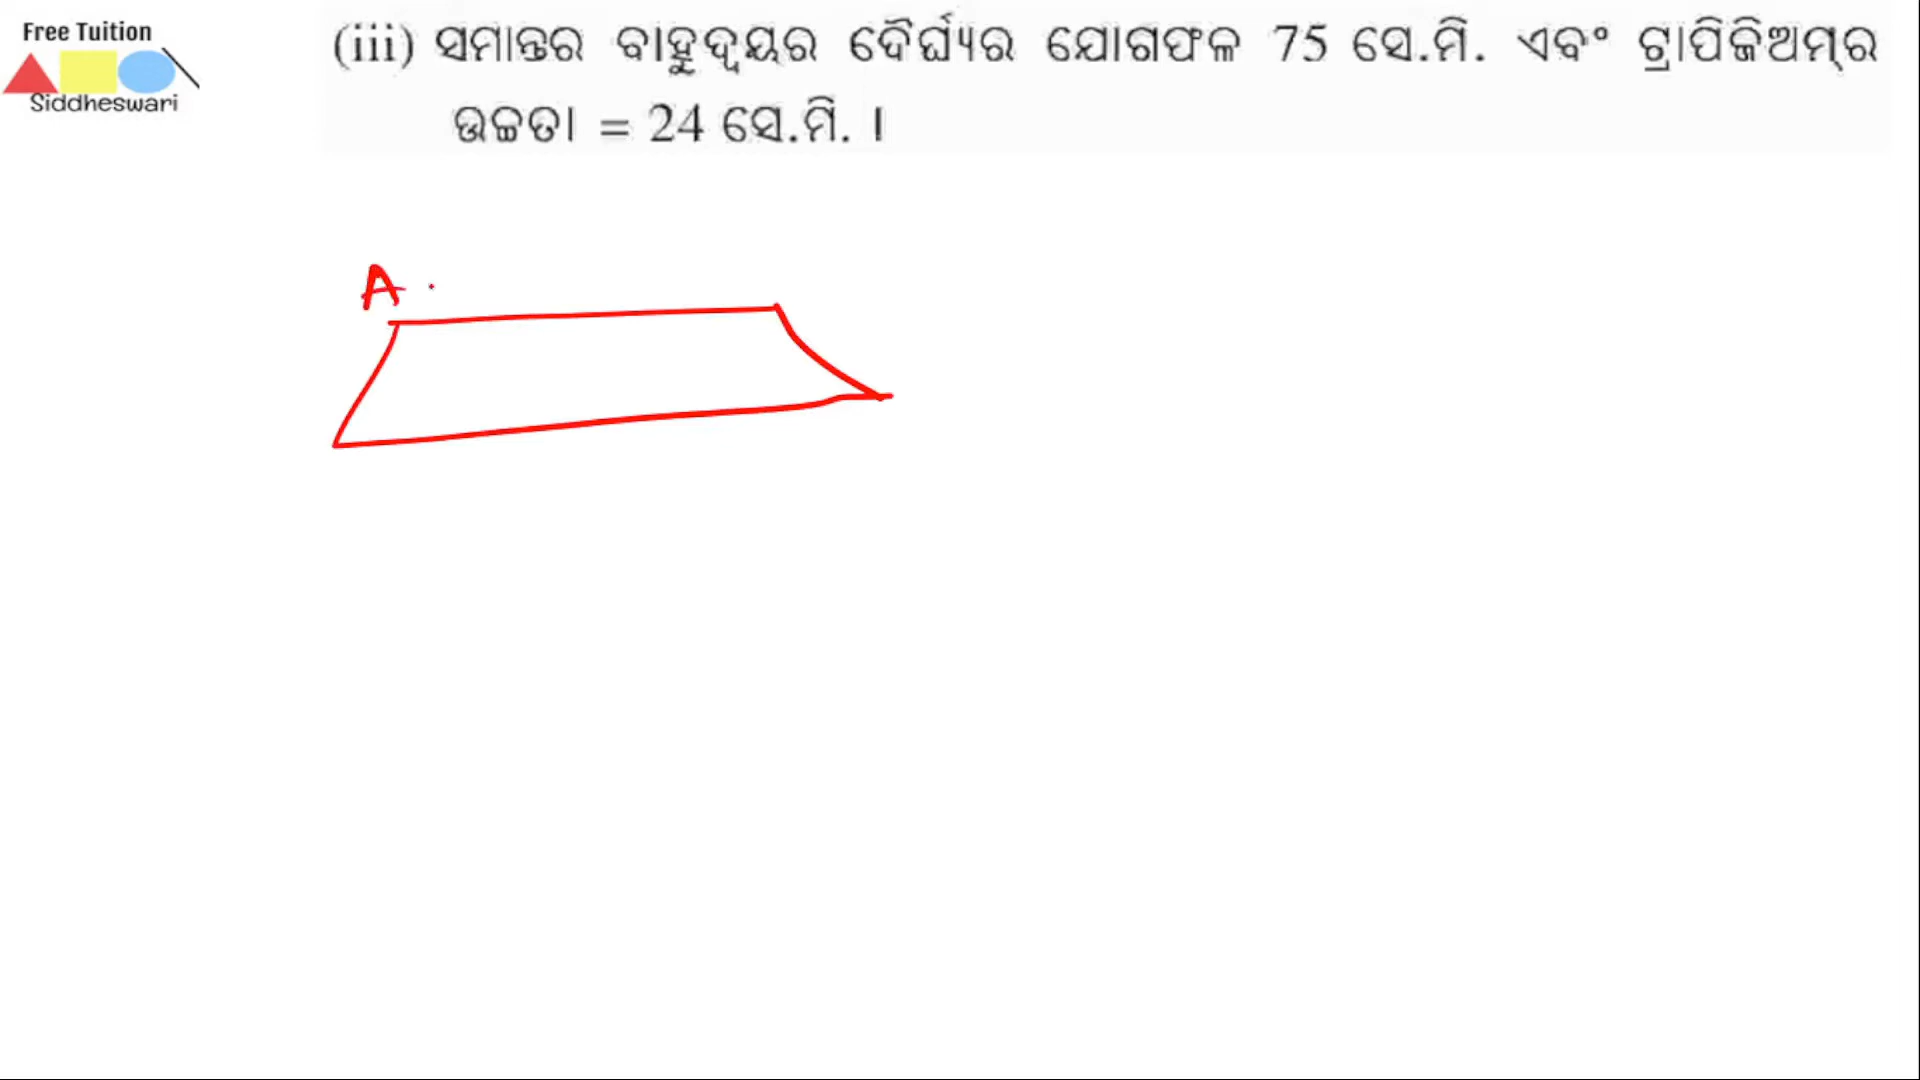 Free Tuition
Siddheswari
(iii) ସମାନ୍ତର ବାହୁଦ୍ୱୟର ଦୈର୍ଘ୍ୟର ଯୋଗଫଳ 75 ସେ.ମି. ଏବଂ ଟ୍ରାପିଜିଅମ୍‌ର
ଉଚ୍ଚତା = 24 ସେ.ମି. ।
A